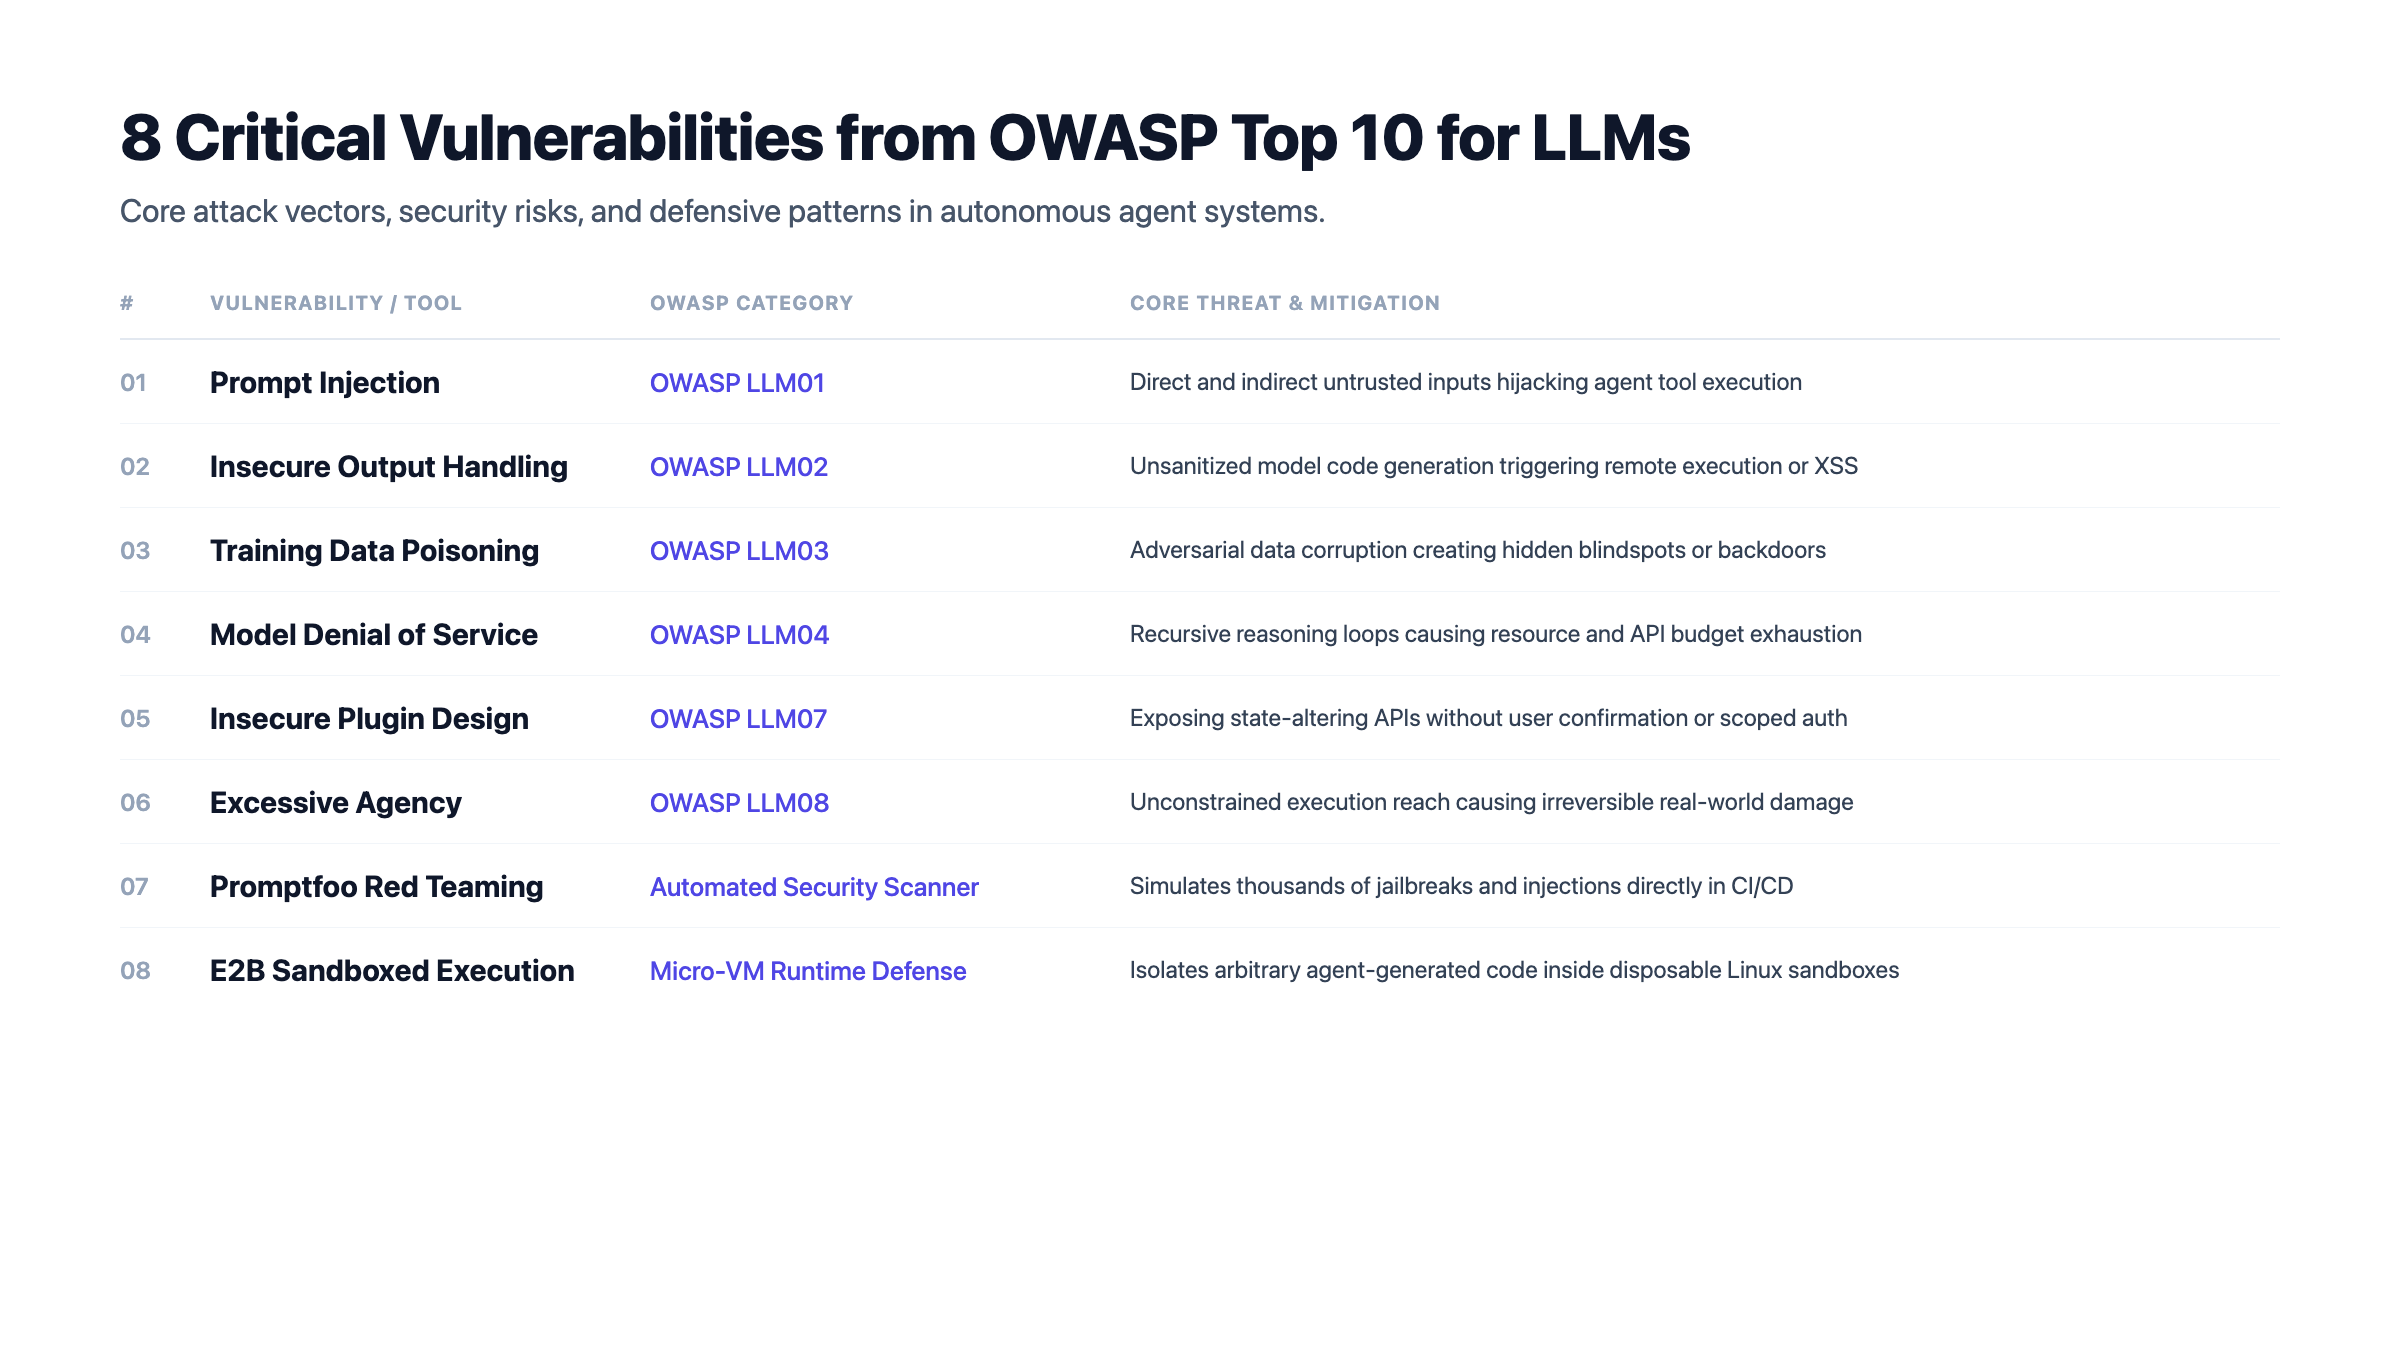 8 Critical Vulnerabilities from OWASP Top 10 for LLMs
Core attack vectors, security risks, and defensive patterns in autonomous agent systems.
# VULNERABILITY / TOOL OWASP CATEGORY CORE THREAT & MITIGATION
01 Prompt Injection OWASP LLM01 Direct and indirect untrusted inputs hijacking agent tool execution
02 Insecure Output Handling OWASP LLM02 Unsanitized model code generation triggering remote execution or XSS
03 Training Data Poisoning OWASP LLM03 Adversarial data corruption creating hidden blindspots or backdoors
04 Model Denial of Service OWASP LLM04 Recursive reasoning loops causing resource and API budget exhaustion
05 Insecure Plugin Design OWASP LLM07 Exposing state-altering APIs without user confirmation or scoped auth
06 Excessive Agency OWASP LLM08 Unconstrained execution reach causing irreversible real-world damage
07 Promptfoo Red Teaming Automated Security Scanner Simulates thousands of jailbreaks and injections directly in CI/CD
08 E2B Sandboxed Execution Micro-VM Runtime Defense Isolates arbitrary agent-generated code inside disposable Linux sandboxes